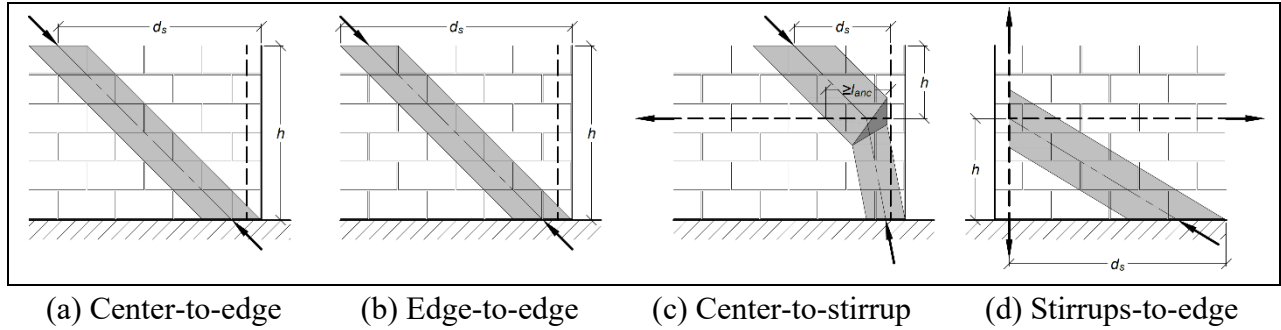 d_s
h
d_s
h
d_s
≥l_anc
h
h
d_s
(a) Center-to-edge
(b) Edge-to-edge
(c) Center-to-stirrup
(d) Stirrups-to-edge